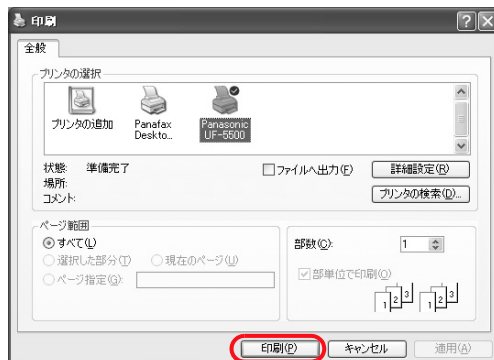 印刷
全般
プリンタの選択
プリンタの追加
Panafax Deskto...
Panasonic UF-5500
状態: 準備完了
場所:
コメント:
ファイルへ出力(F)
詳細設定(R)
プリンタの検索(D)...
ページ範囲
すべて(L)
選択した部分(T)
現在のページ(U)
ページ指定(G):
部数(C):
1
部単位で印刷(O)
1 2 3
1 2 3
印刷(P)
キャンセル
適用(A)